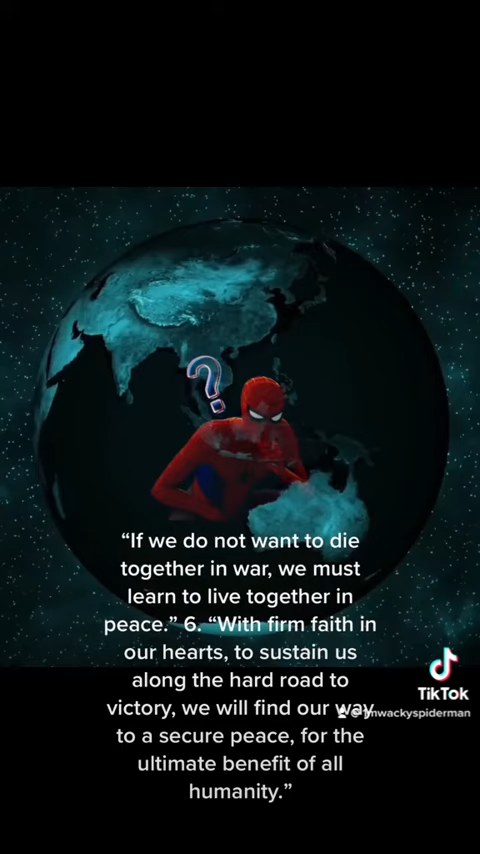 ?
“If we do not want to die
together in war, we must
learn to live together in
peace.” 6. “With firm faith in
our hearts, to sustain us
along the hard road to
victory, we will find our way
to a secure peace, for the
ultimate benefit of all
humanity.”
TikTok